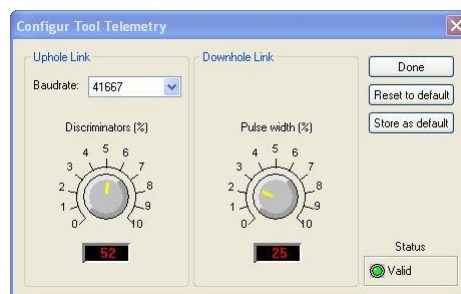 Configur Tool Telemetry
Uphole Link
Baudrate: 41667
Discriminators (%)
0 1 2 3 4 5 6 7 8 9 10
52
Downhole Link
Pulse width (%)
0 1 2 3 4 5 6 7 8 9 10
25
Done
Reset to default
Store as default
Status
Valid